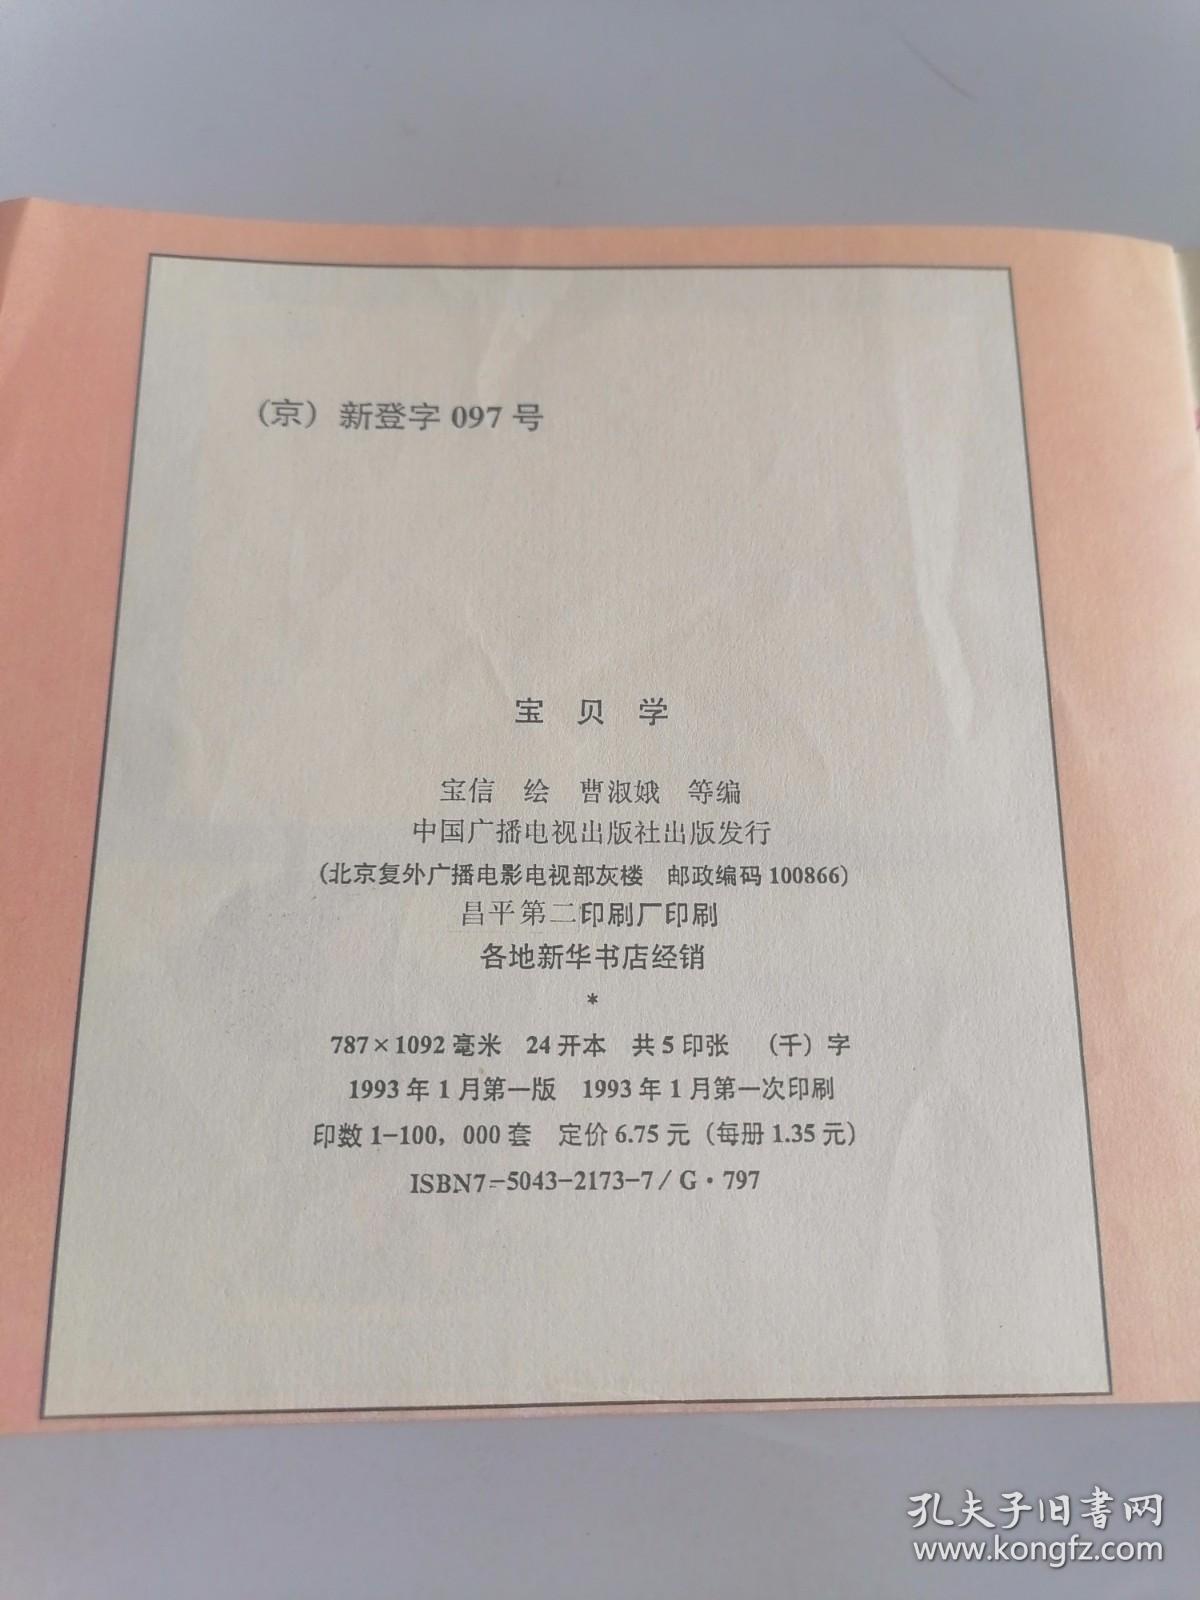 （京）新登字 097 号
宝 贝 学
宝信 绘 曹淑娥 等编
中国广播电视出版社出版发行
（北京复外广播电影电视部灰楼 邮政编码 100866）
昌平第二印刷厂印刷
各地新华书店经销
*
787×1092 毫米 24 开本 共 5 印张 （千）字
1993 年 1 月第一版 1993 年 1 月第一次印刷
印数 1-100，000 套 定价 6.75 元（每册 1.35 元）
ISBN7-5043-2173-7/G·797
孔夫子旧书网
www.kongfz.com